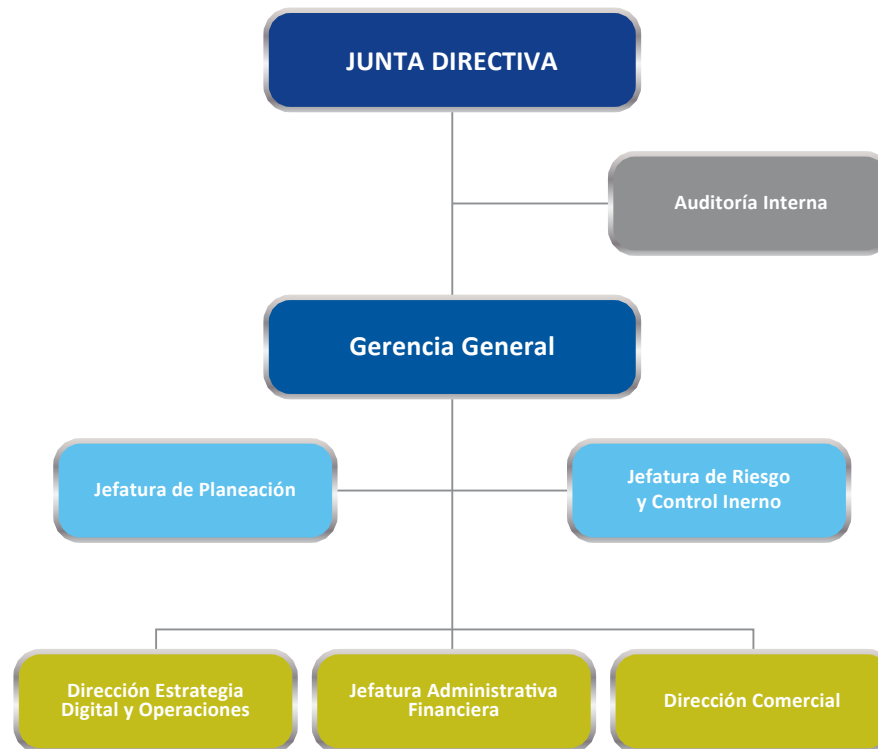 JUNTA DIRECTIVA
Auditoría Interna
Gerencia General
Jefatura de Planeación
Jefatura de Riesgo
y Control Inerno
Dirección Estrategia
Digital y Operaciones
Jefatura Administrativa
Financiera
Dirección Comercial